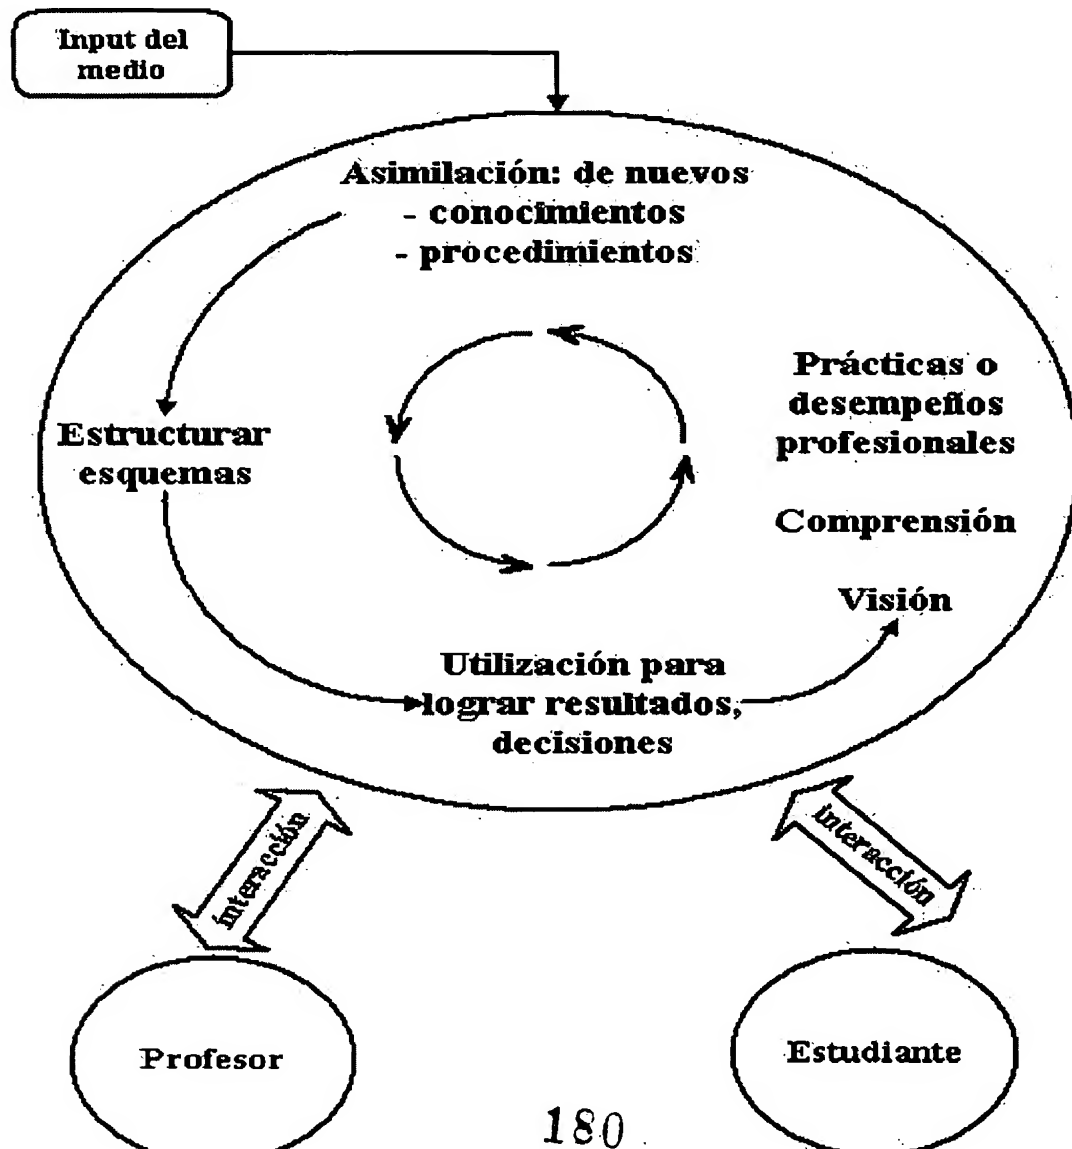 Input del
medio
Asimilación: de nuevos
- conocimientos
- procedimientos
Prácticas o
desempeños
profesionales
Estructurar
esquemas
Comprensión
Visión
Utilización para
lograr resultados,
decisiones
interacción
interacción
Profesor
Estudiante
180